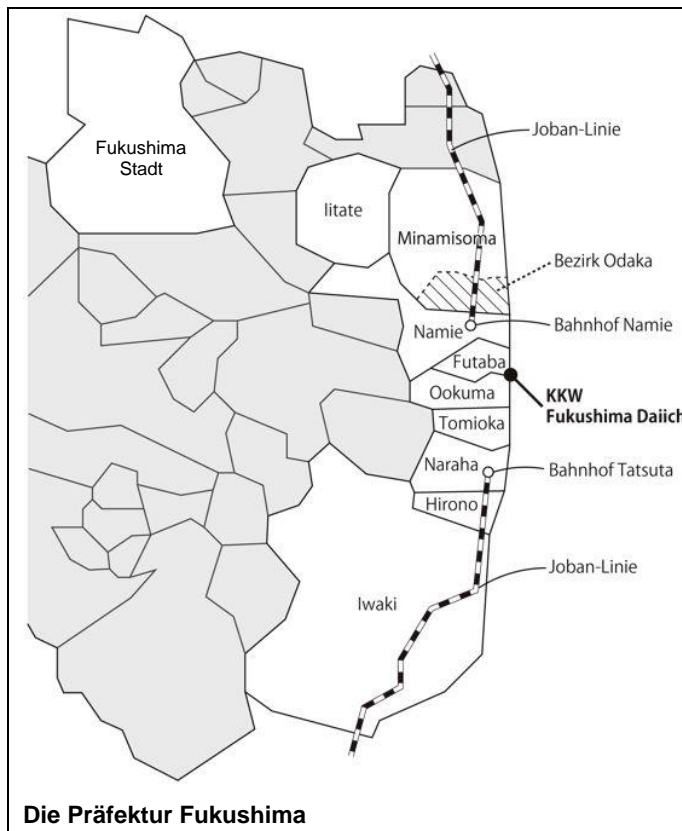 Joban-Linie
Fukushima
Stadt
Iitate
Minamisoma
Bezirk Odaka
Namie
Bahnhof Namie
Futaba
Ookuma
KKW
Fukushima Daiich
Tomioka
Naraha
Bahnhof Tatsuta
Hirono
Joban-Linie
Iwaki
Die Präfektur Fukushima